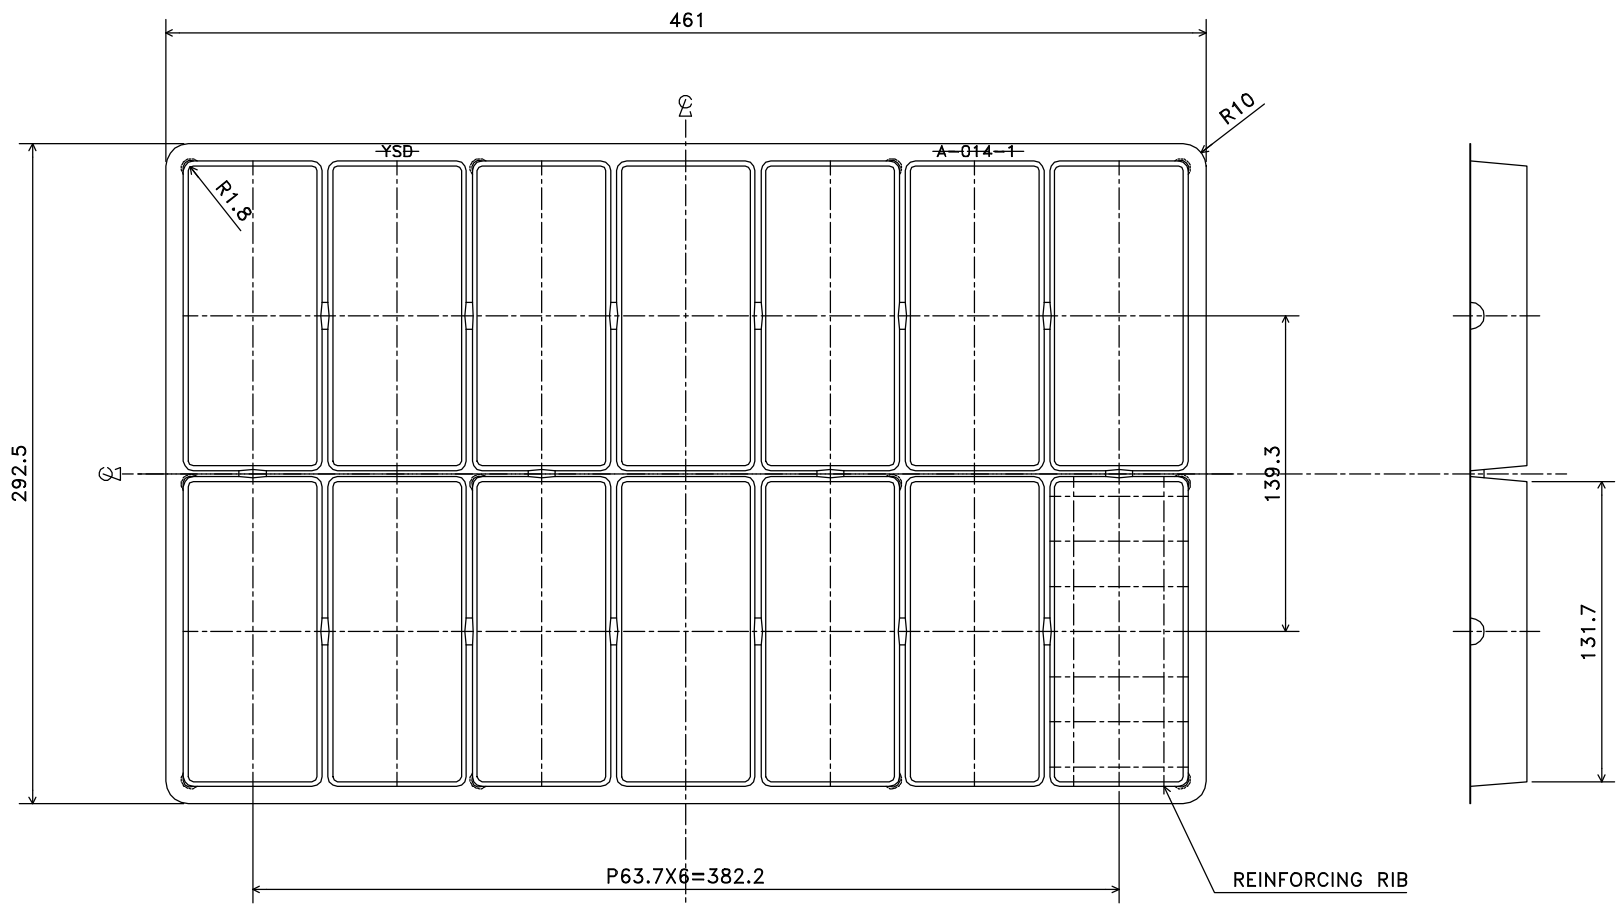 461
R10
YSD
A-014-1
R1.8
292.5
139.3
131.7
P63.7X6=382.2
REINFORCING RIB